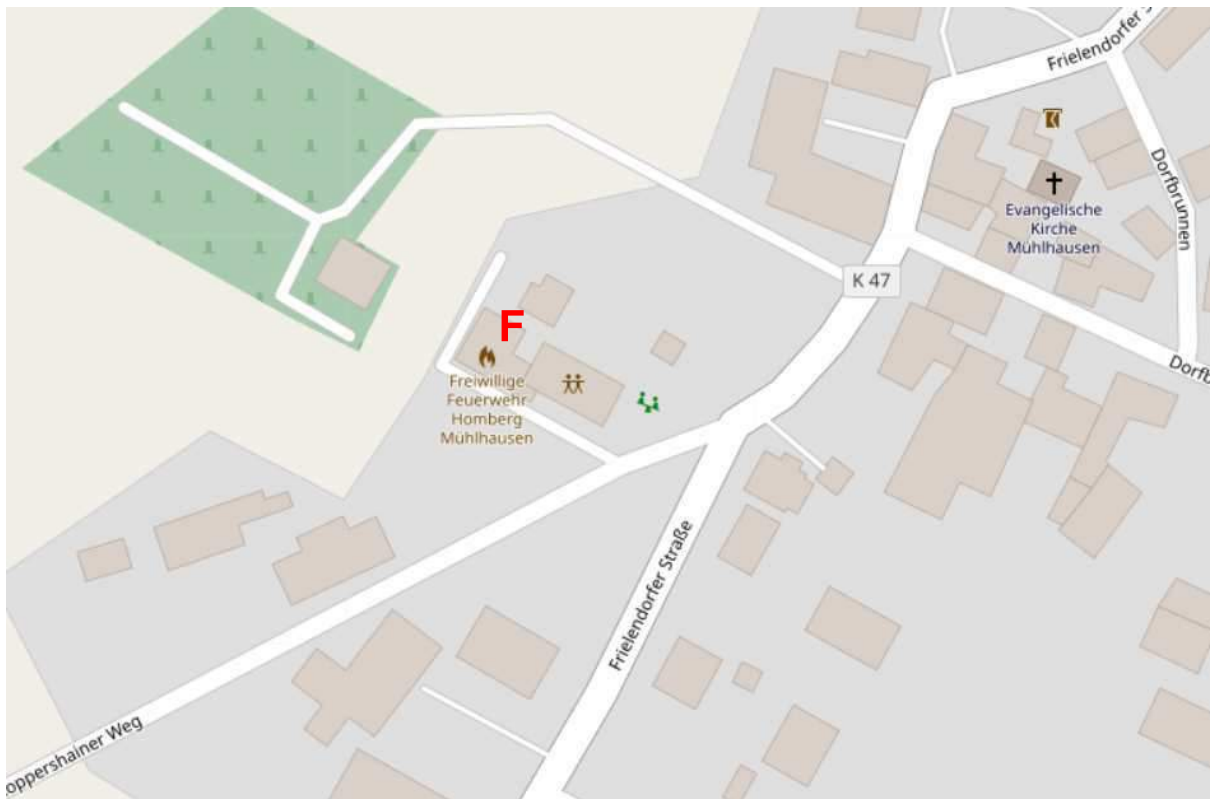 Frielendorfer S
Dorfbrunnen
Evangelische
Kirche
Mühlhausen
K 47
F
Freiwillige
Feuerwehr
Homberg
Mühlhausen
Dorfb
Frielendorfer Straße
oppershainer Weg